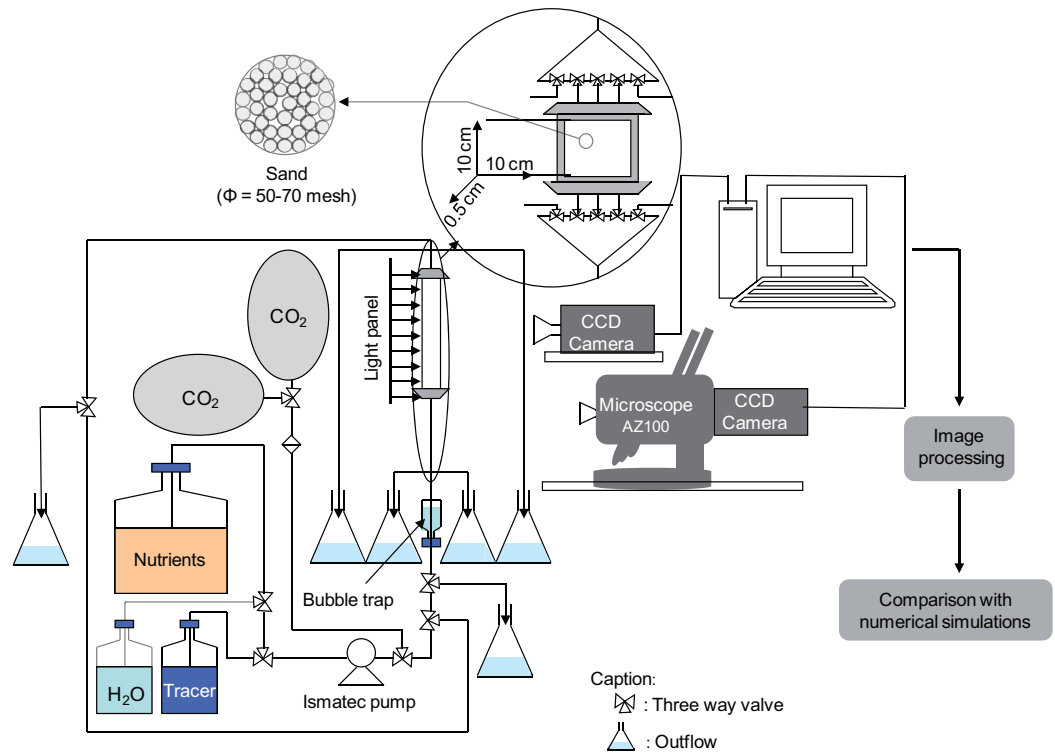 Sand
(Φ = 50-70 mesh)
10 cm
10 cm
0.5 cm
CO2
CO2
Light panel
CCD
Camera
Microscope
AZ100
CCD
Camera
Image
processing
Nutrients
Bubble trap
Comparison with
numerical simulations
H2O
Tracer
Ismatec pump
Caption:
: Three way valve
: Outflow